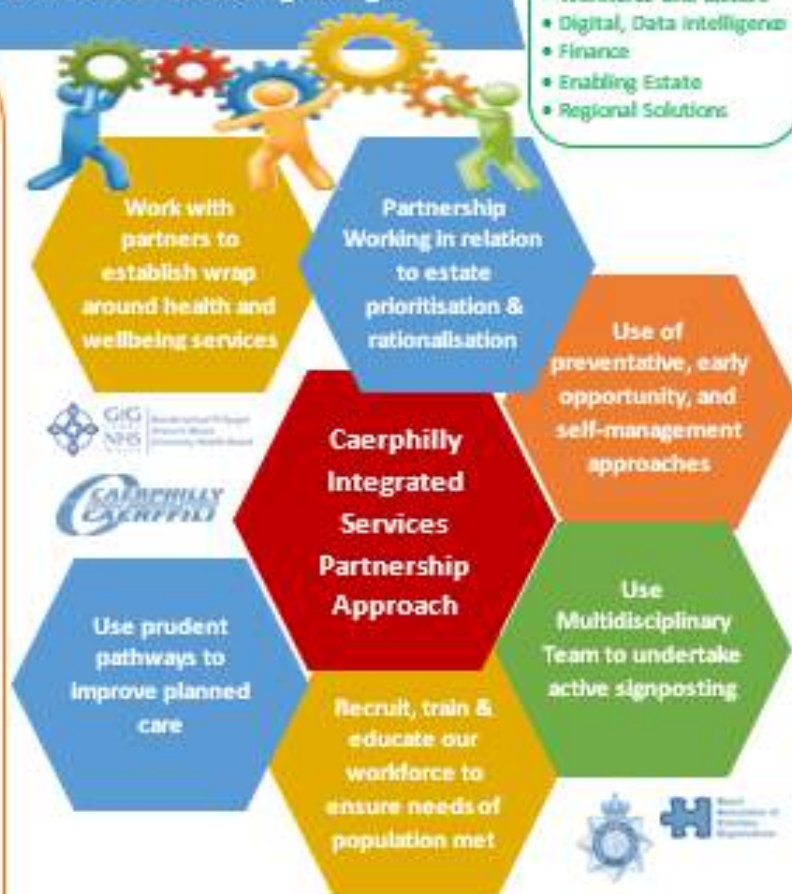 • Digital, Data Intelligence
• Finance
• Enabling Estate
• Regional Solutions
Work with
partners to
establish wrap
around health and
wellbeing services
Partnership
Working in relation
to estate
prioritisation &
rationalisation
Use of
preventative, early
opportunity, and
self-management
approaches
GIG
NHS
CAERPHILLY
CAERFFILI
Caerphilly
Integrated
Services
Partnership
Approach
Use
Multidisciplinary
Team to undertake
active signposting
Use prudent
pathways to
improve planned
care
Recruit, train &
educate our
workforce to
ensure needs of
population met